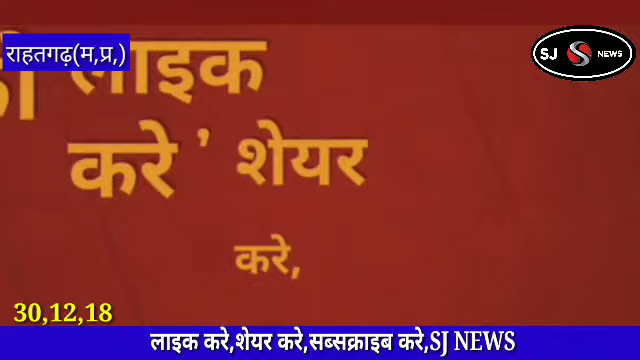 राहतगढ़(म,प्र,)
SJ S NEWS
लाइक
करे ’ शेयर
करे,
30,12,18
लाइक करे,शेयर करे,सब्सक्राइब करे,SJ NEWS